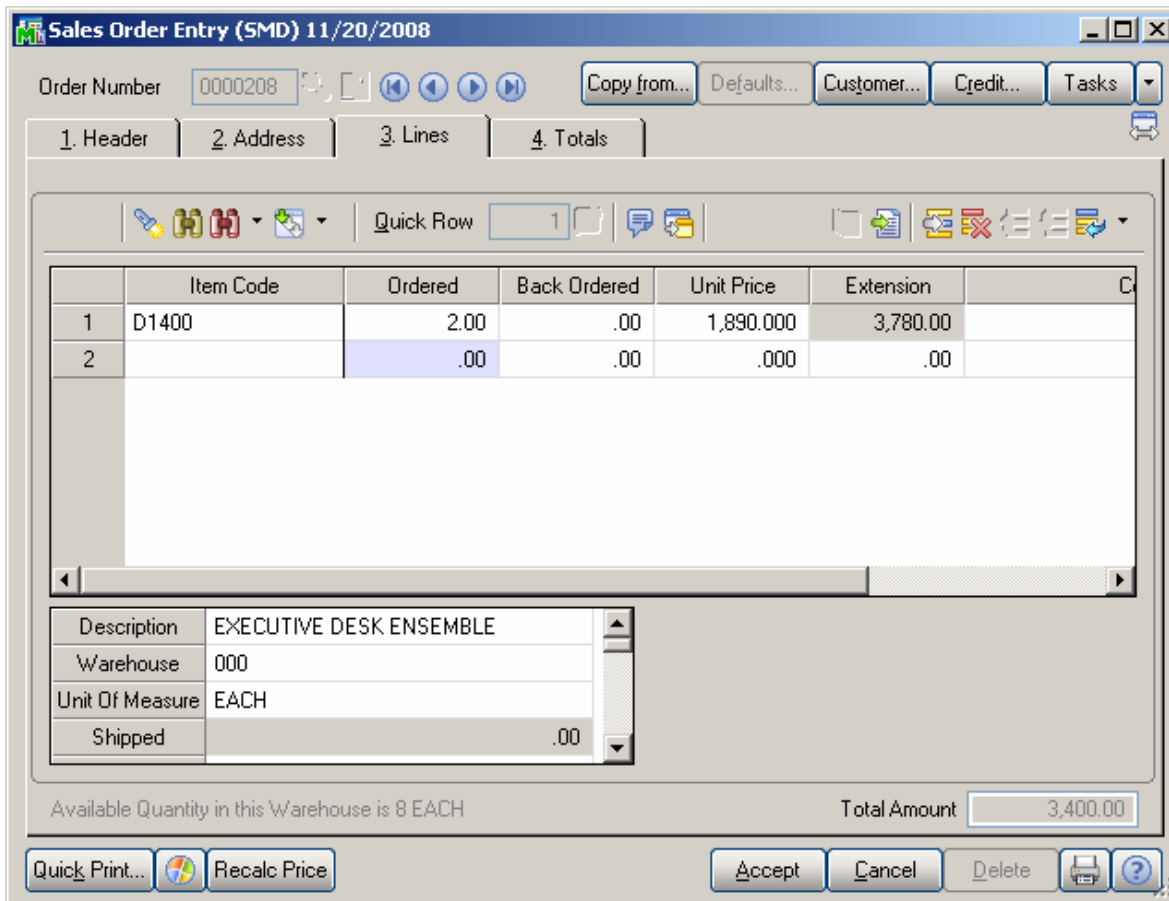 Sales Order Entry (SMD) 11/20/2008
Order Number 0000208 Copy from... Defaults... Customer... Credit... Tasks
1. Header 2. Address 3. Lines 4. Totals
Quick Row 1
Item Code Ordered Back Ordered Unit Price Extension
1 D1400 2.00 .00 1,890.000 3,780.00
2 .00 .00 .000 .00
Description EXECUTIVE DESK ENSEMBLE
Warehouse 000
Unit Of Measure EACH
Shipped .00
Available Quantity in this Warehouse is 8 EACH Total Amount 3,400.00
Quick Print... Recalc Price Accept Cancel Delete